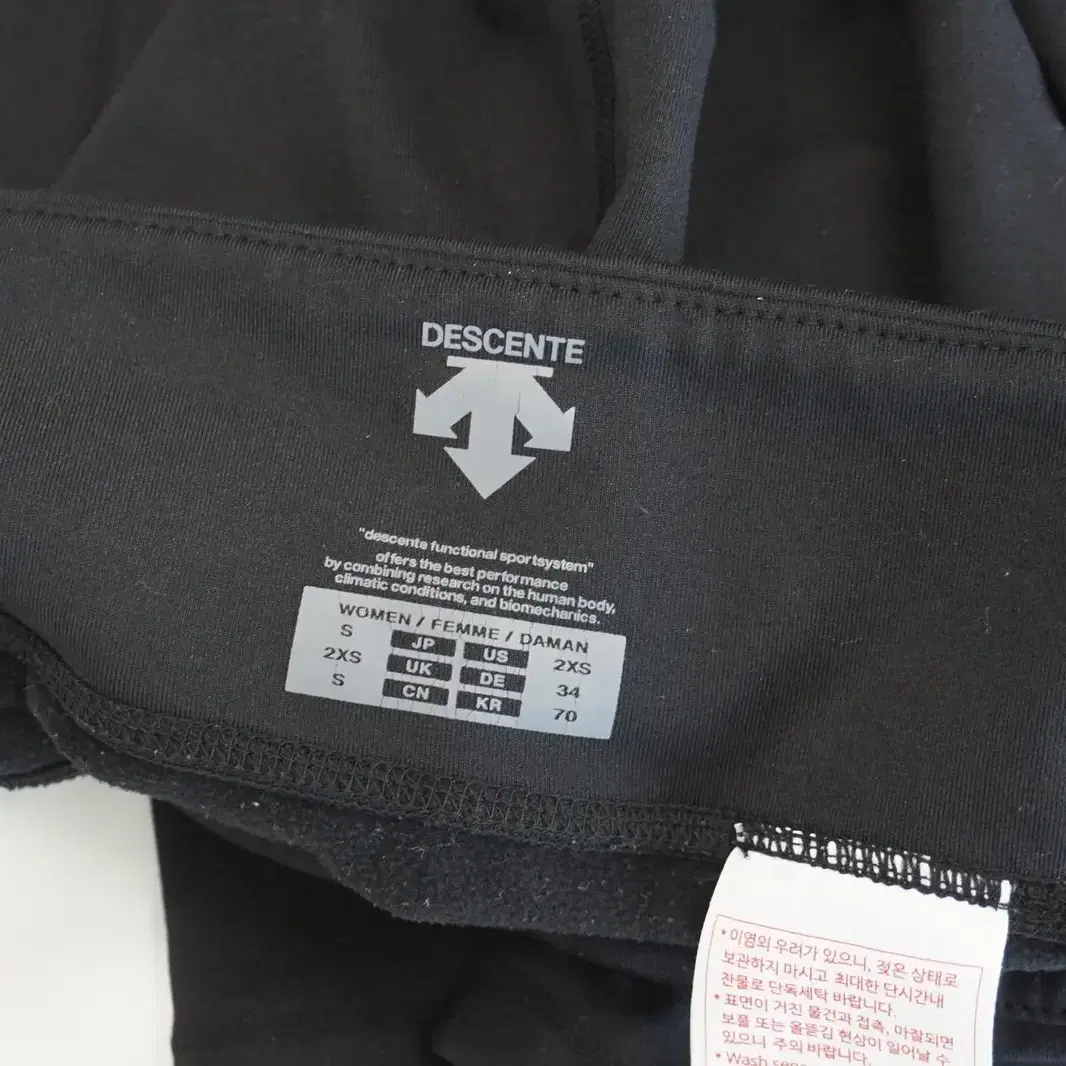 DESCENTE
"descente functional sportsystem"
offers the best performance
by combining research on the human body,
climatic conditions, and biomechanics.
WOMEN / FEMME / DAMAN
S JP US 2XS
2XS UK DE 34
S CN KR 70
* 이염의 우려가 있으니, 젖은 상태로
보관하지 마시고 최대한 단시간내
찬물로 단독세탁 바랍니다.
* 표면이 거친 물건과 접촉, 마찰되면
보풀 또는 올뜯김 현상이 일어날 수
있으니 주의 바랍니다.
* Wash